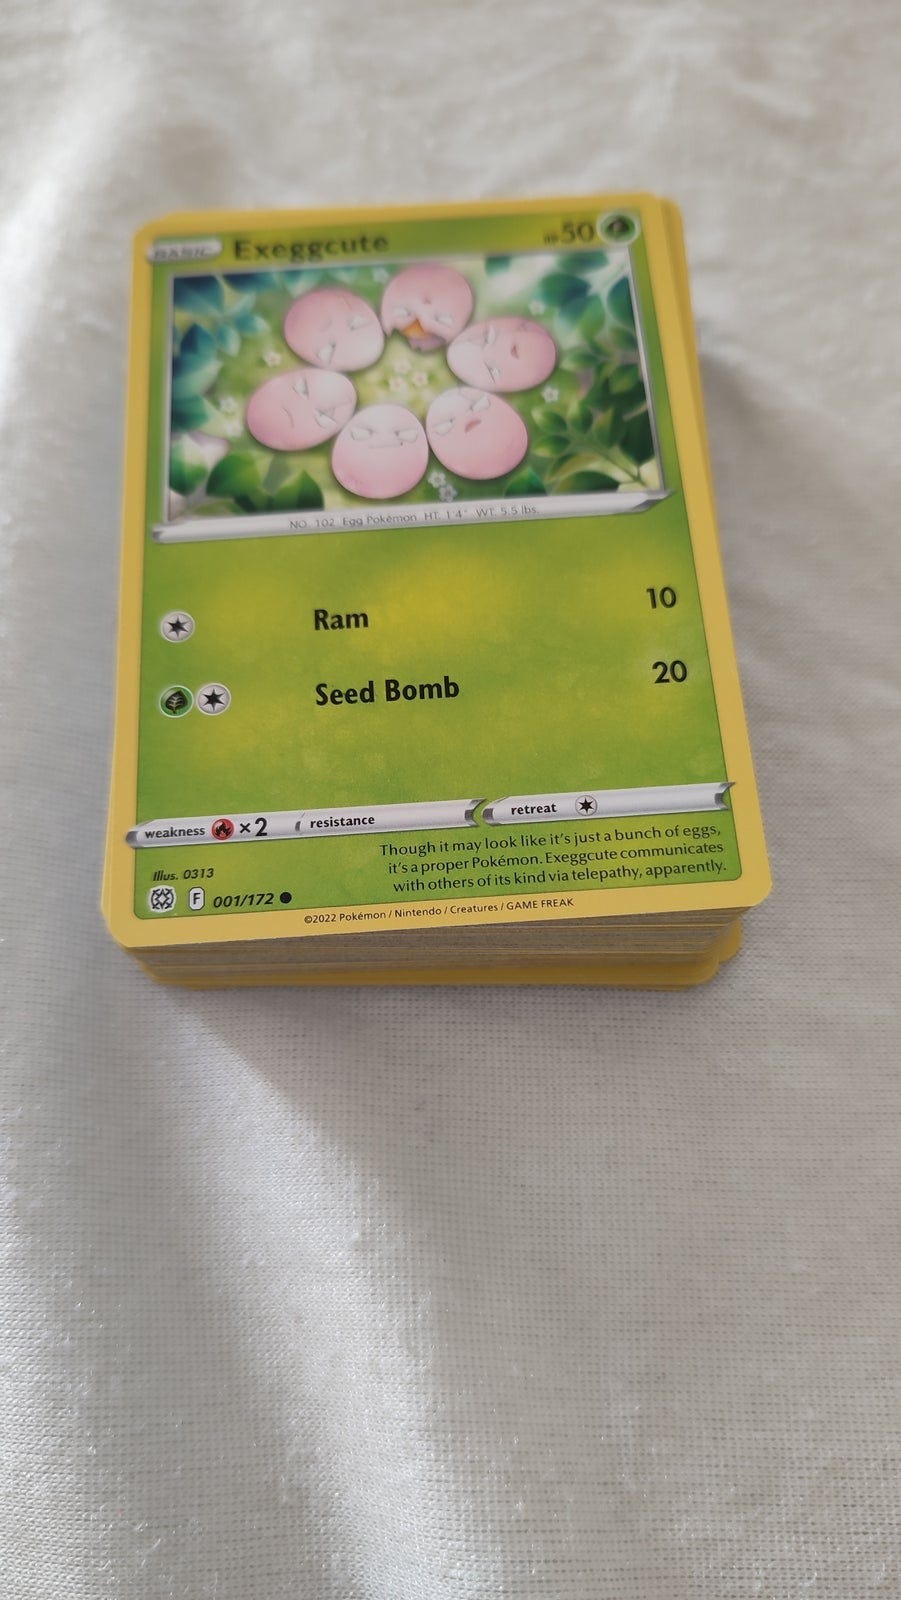 BASIC Exeggcute HP50
NO. 102 Egg Pokémon HT. 1'4" WT. 5.5 lbs.
Ram 10
Seed Bomb 20
weakness ×2 resistance retreat
Though it may look like it's just a bunch of eggs,
it's a proper Pokémon. Exeggcute communicates
with others of its kind via telepathy, apparently.
Illus. 0313
F 001/172
©2022 Pokémon / Nintendo / Creatures / GAME FREAK